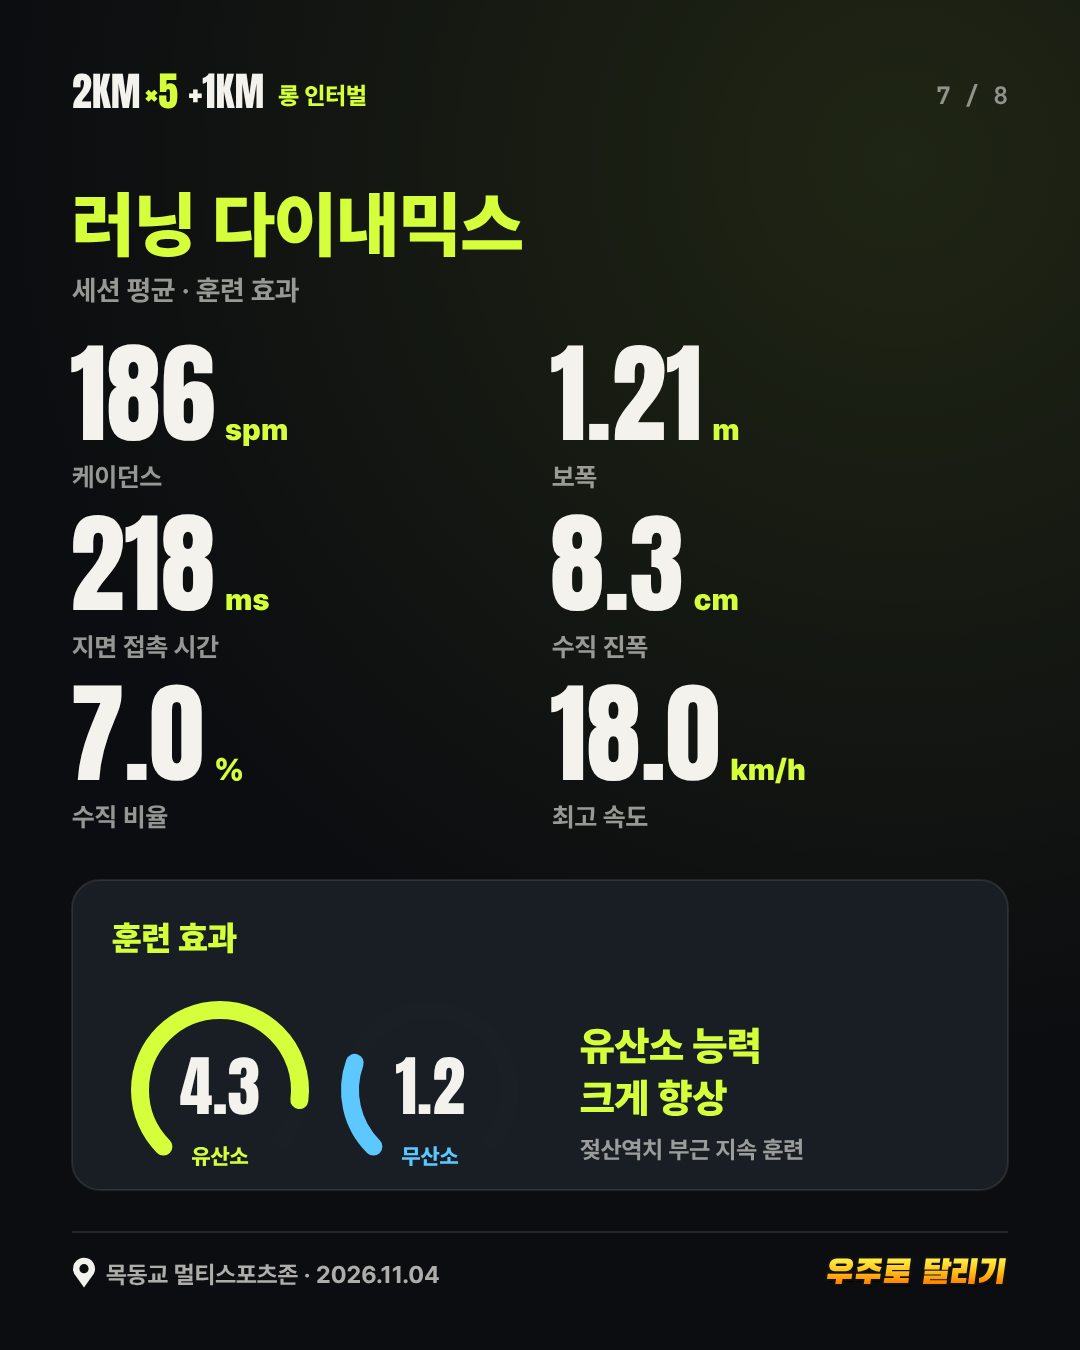 2KM×5 +1KM 롱 인터벌
7 / 8
러닝 다이내믹스
세션 평균 · 훈련 효과
186 spm
1.21 m
케이던스
보폭
218 ms
8.3 cm
지면 접촉 시간
수직 진폭
7.0 %
18.0 km/h
수직 비율
최고 속도
훈련 효과
4.3
유산소
1.2
무산소
유산소 능력
크게 향상
젖산역치 부근 지속 훈련
목동교 멀티스포츠존 · 2026.11.04
우주로 달리기